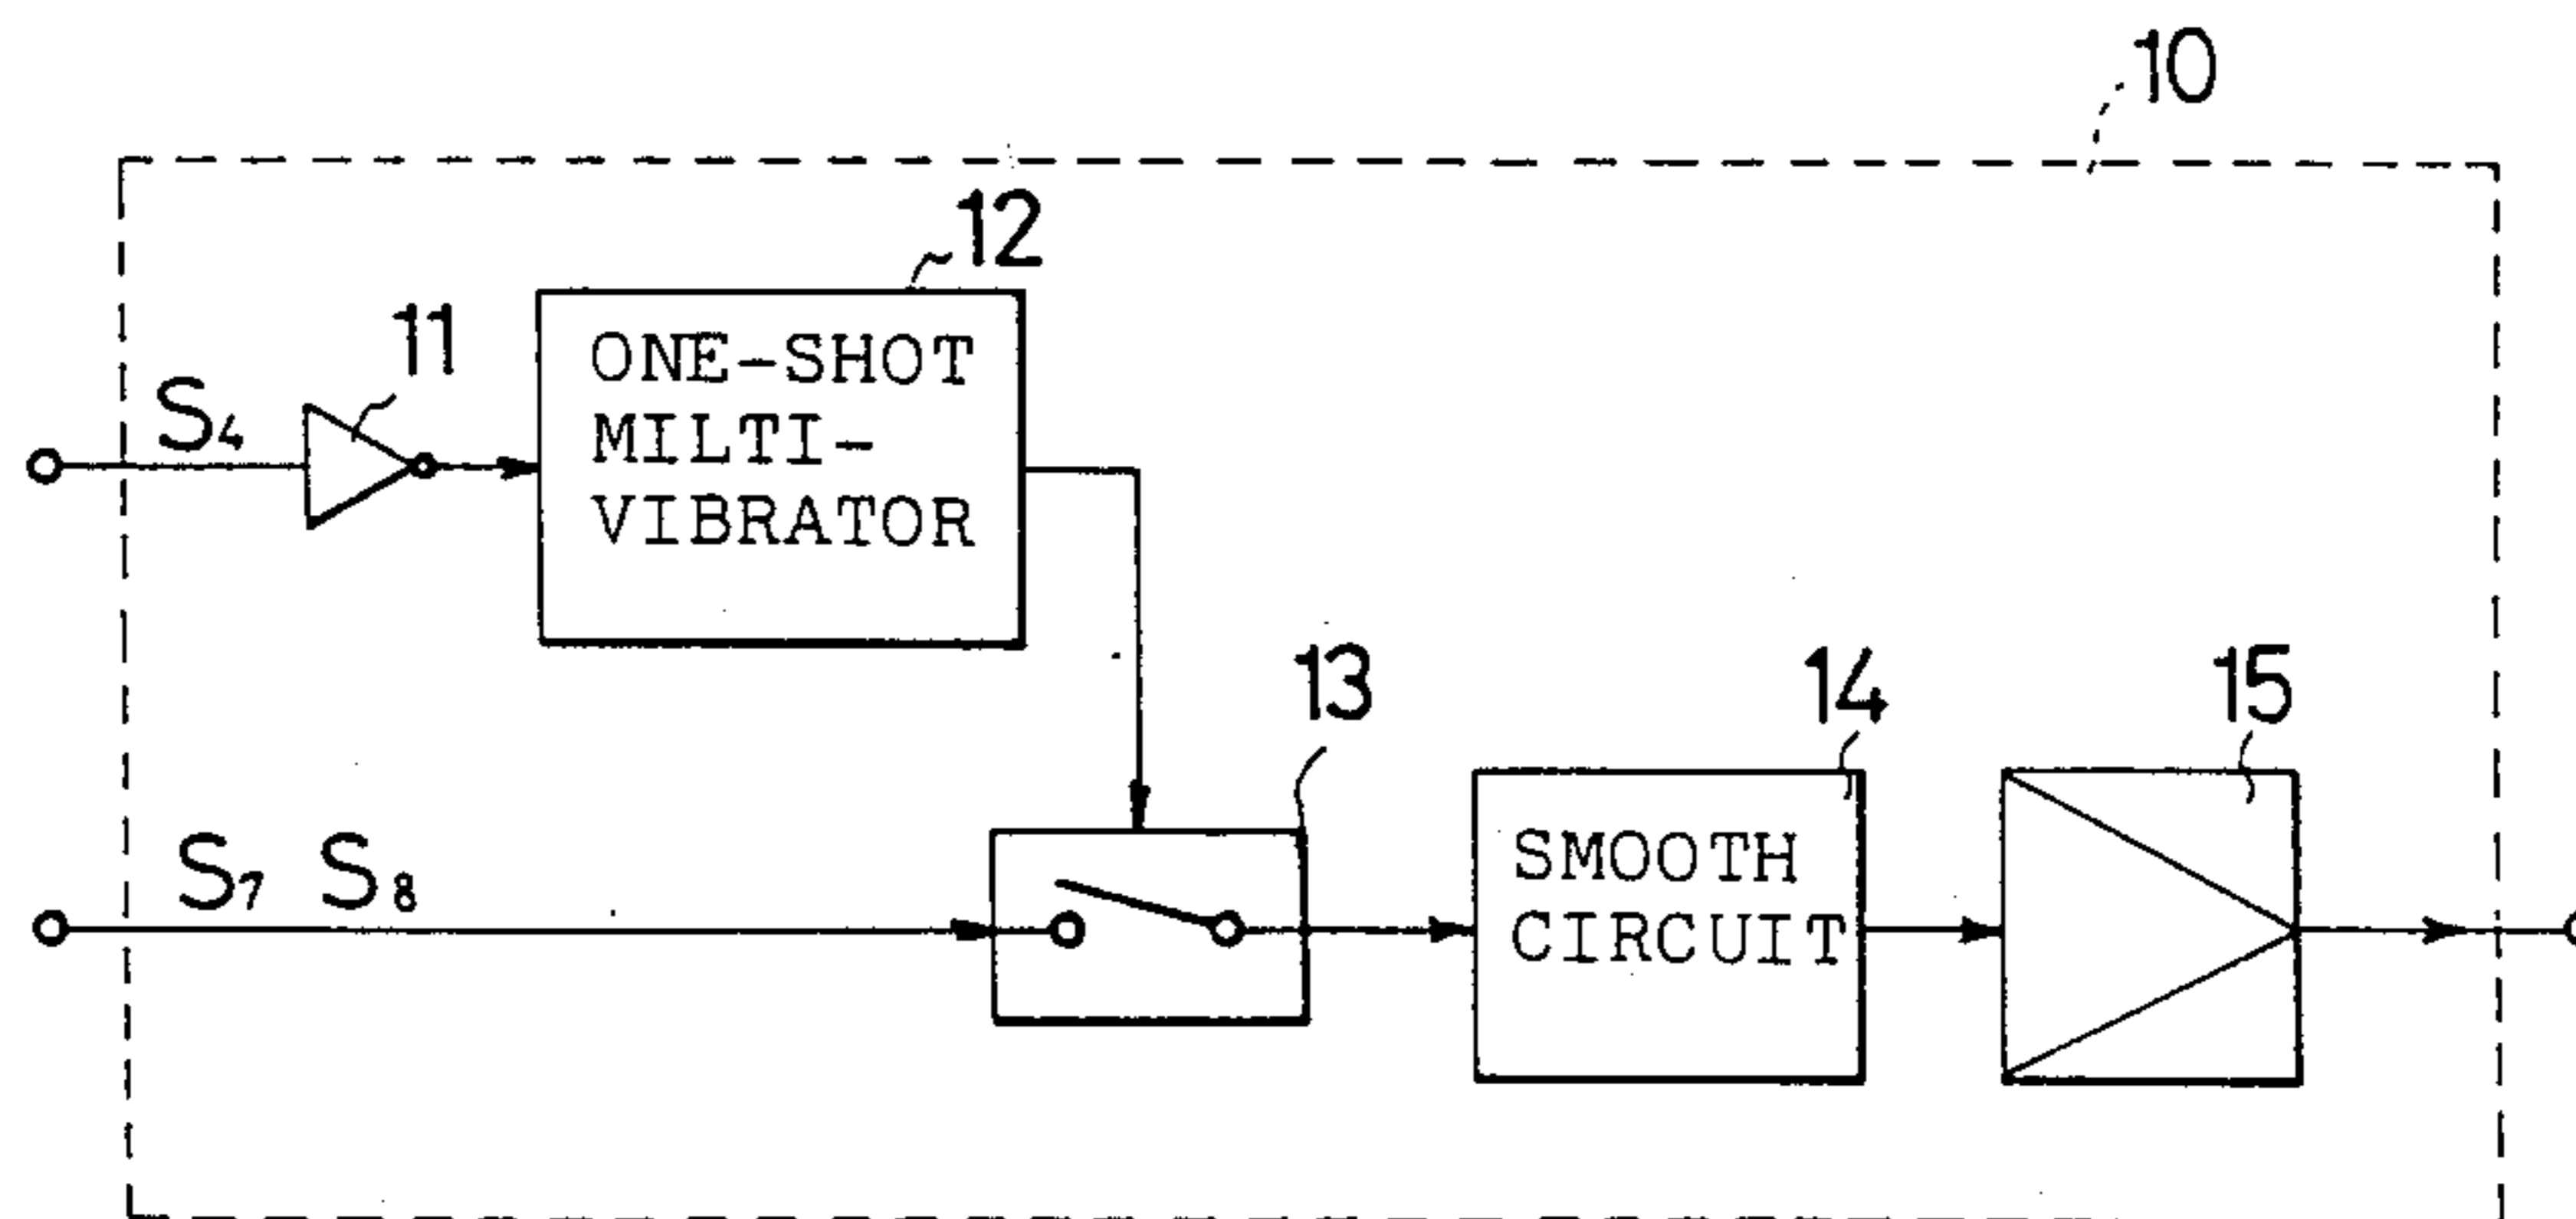 10
12
11
ONE-SHOT
MILTI-
VIBRATOR
S4
13
14
15
S7 S8
SMOOTH
CIRCUIT